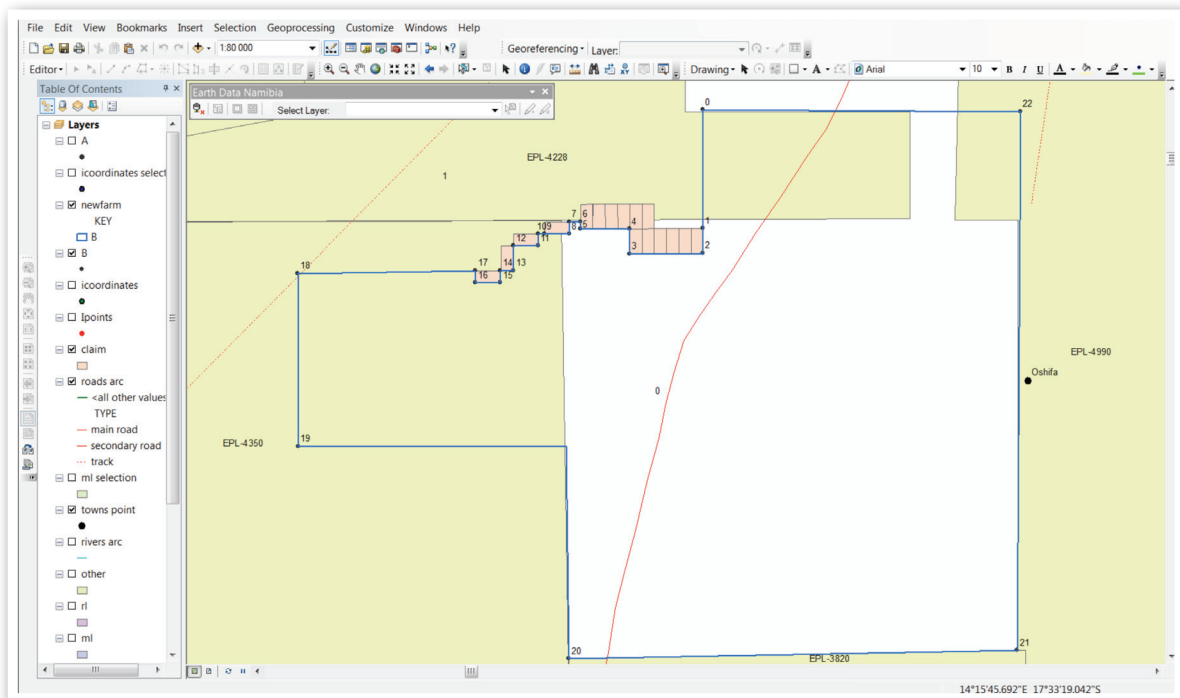 File Edit View Bookmarks Insert Selection Geoprocessing Customize Windows Help
1:80 000 Georeferencing Layer:
Editor Drawing Arial 10 B I U A
Table Of Contents
Layers
A
icoordinates select
newfarm
KEY
B
B
icoordinates
Ipoints
claim
roads arc
<all other values
TYPE
main road
secondary road
track
ml selection
towns point
rivers arc
other
rl
ml
Earth Data Namibia
Select Layer:
0
22
EPL-4228
1
7 6
4
1
10 9 8 5
12 11
3
2
18
17 14 13
16 15
EPL-4990
Oshifa
0
19
EPL-4350
20
21
EPL-3820
14°15'45.692"E 17°33'19.042"S